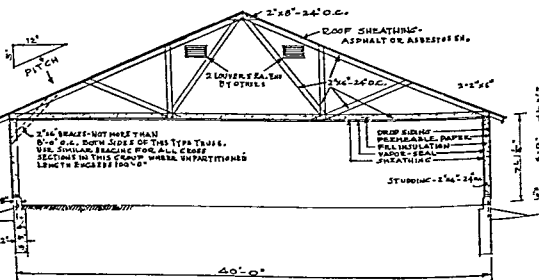 2"x8"-24" O.C.
ROOF SHEATHING-
ASPHALT OR ASBESTOS SH.
12"
5"
PITCH
2 LOUVERS EA. END
BY OTHERS
2"x6"-24" O.C.
2-2"x6"
2"x6" BRACES-NOT MORE THAN
8'-0" O.C. BOTH SIDES OF THIS TYPE TRUSS.
USE SIMILAR BRACING FOR ALL CROSS
SECTIONS IN THIS GROUP WHERE UNPARTITIONED
LENGTH EXCEEDS 100'-0"
DROP SIDING
PERMEABLE PAPER
FILL INSULATION
VAPOR-SEAL
SHEATHING
STUDDING-2"x4"-24"
40'-0"